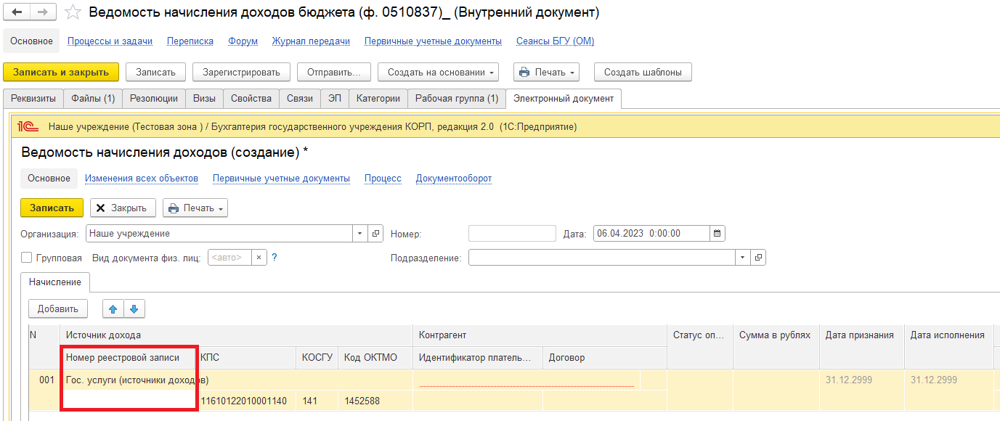 Ведомость начисления доходов бюджета (ф. 0510837)_ (Внутренний документ)
Основное Процессы и задачи Переписка Форум Журнал передачи Первичные учетные документы Сеансы БГУ (ОМ)
Записать и закрыть Записать Зарегистрировать Отправить... Создать на основании Печать Создать шаблоны
Реквизиты Файлы (1) Резолюции Визы Свойства Связи ЭП Категории Рабочая группа (1) Электронный документ
1С Наше учреждение (Тестовая зона ) / Бухгалтерия государственного учреждения КОРП, редакция 2.0 (1С:Предприятие)
Ведомость начисления доходов (создание) *
Основное Изменения всех объектов Первичные учетные документы Процесс Документооборот
Записать Закрыть Печать
Организация: Наше учреждение Номер: Дата: 06.04.2023 0:00:00
Групповая Вид документа физ. лиц: <авто> × ? Подразделение:
Начисление
Добавить
N Источник дохода Контрагент Статус оп... Сумма в рублях Дата признания Дата исполнения
Номер реестровой записи КПС КОСГУ Код ОКТМО Идентификатор платель... Договор
001 Гос. услуги (источники доходов) 31.12.2999 31.12.2999
11610122010001140 141 1452588